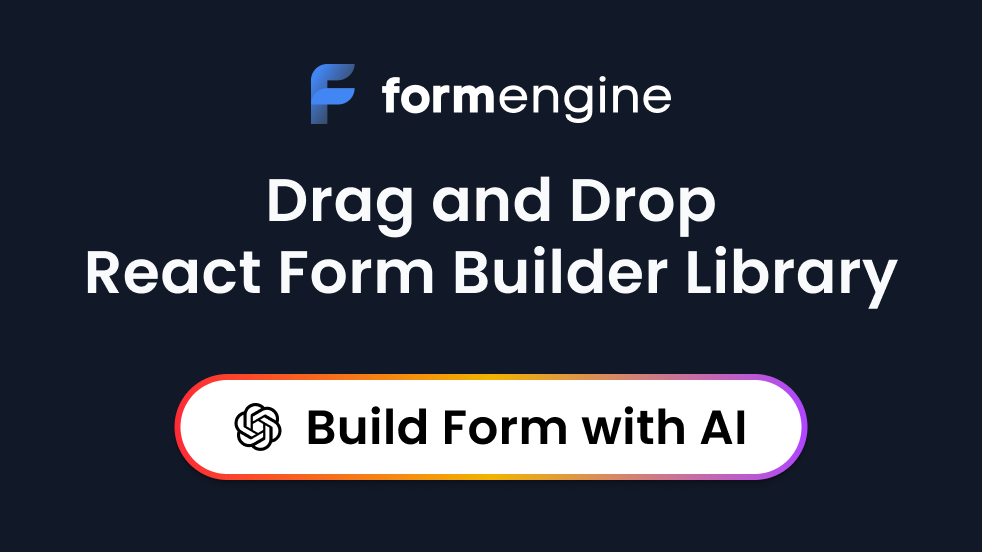 formengine
Drag and Drop
React Form Builder Library
Build Form with AI